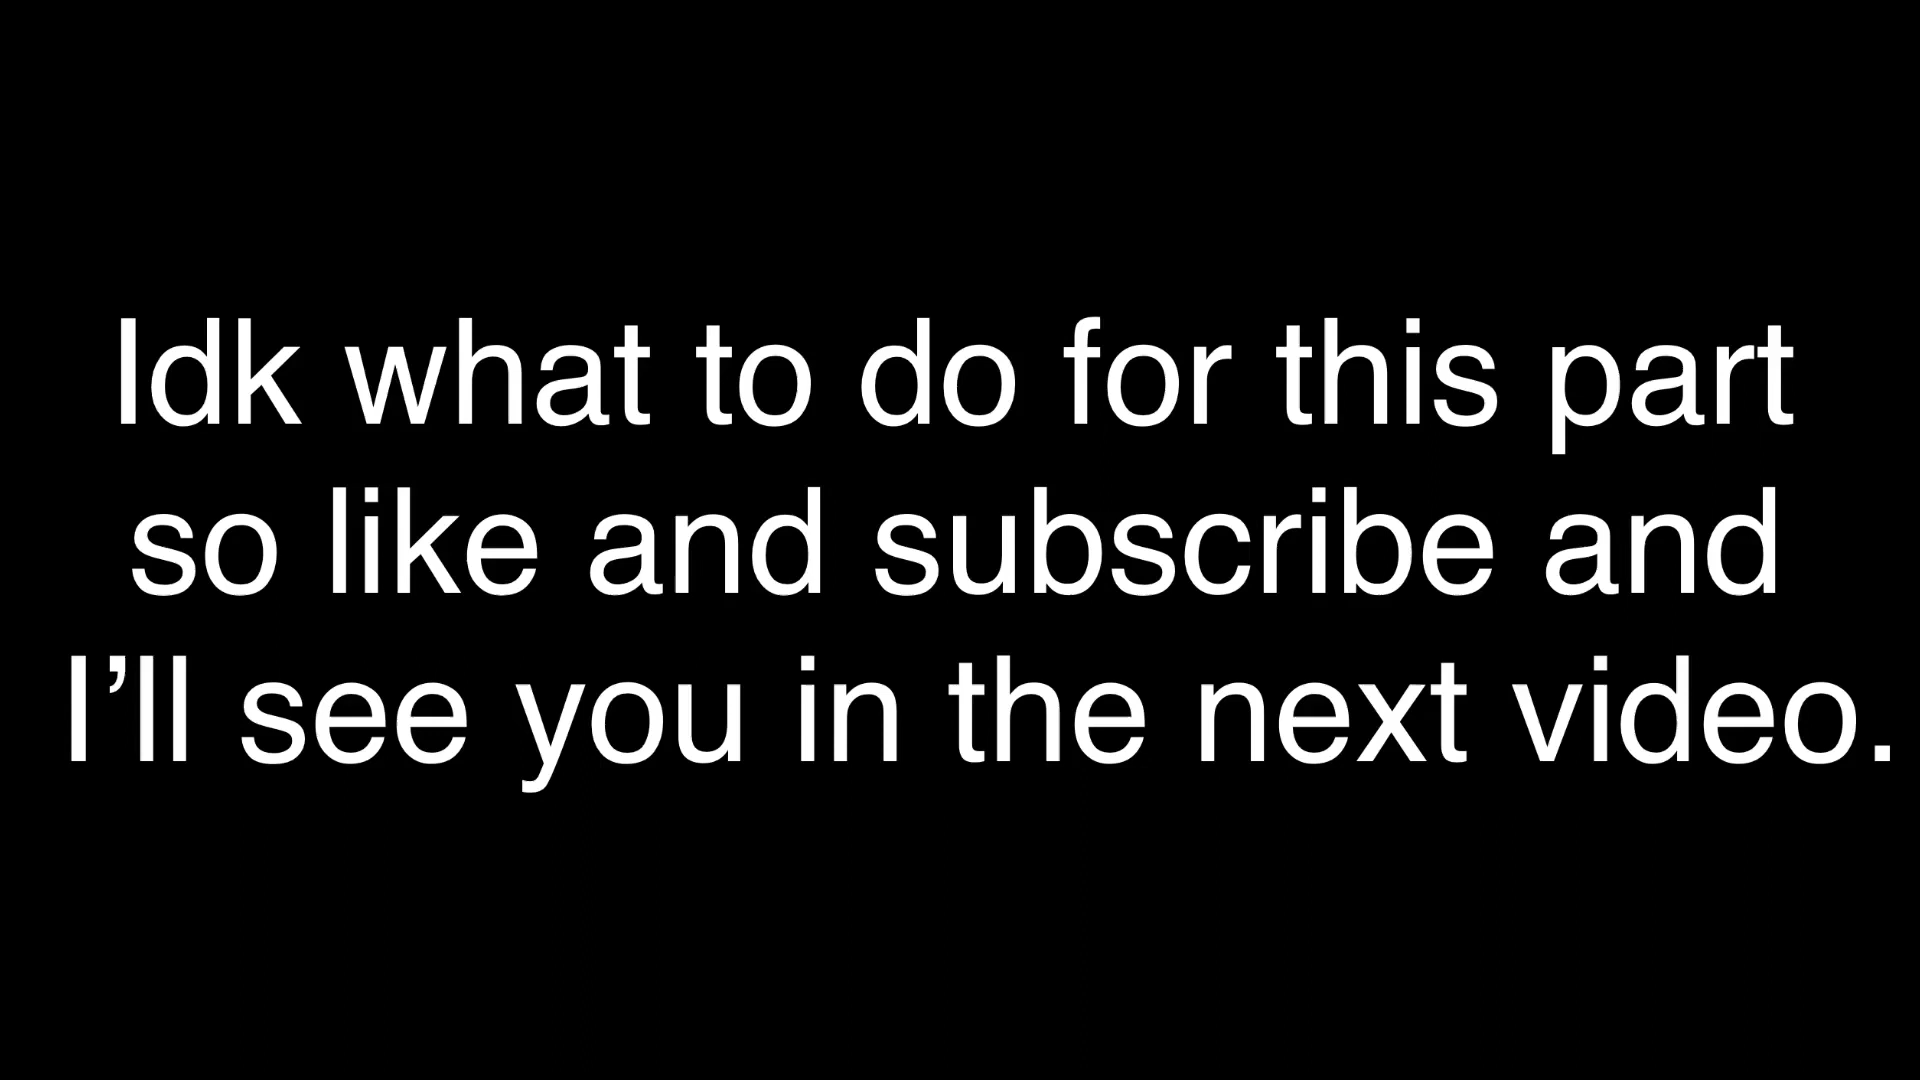 Idk what to do for this part
so like and subscribe and
I’ll see you in the next video.